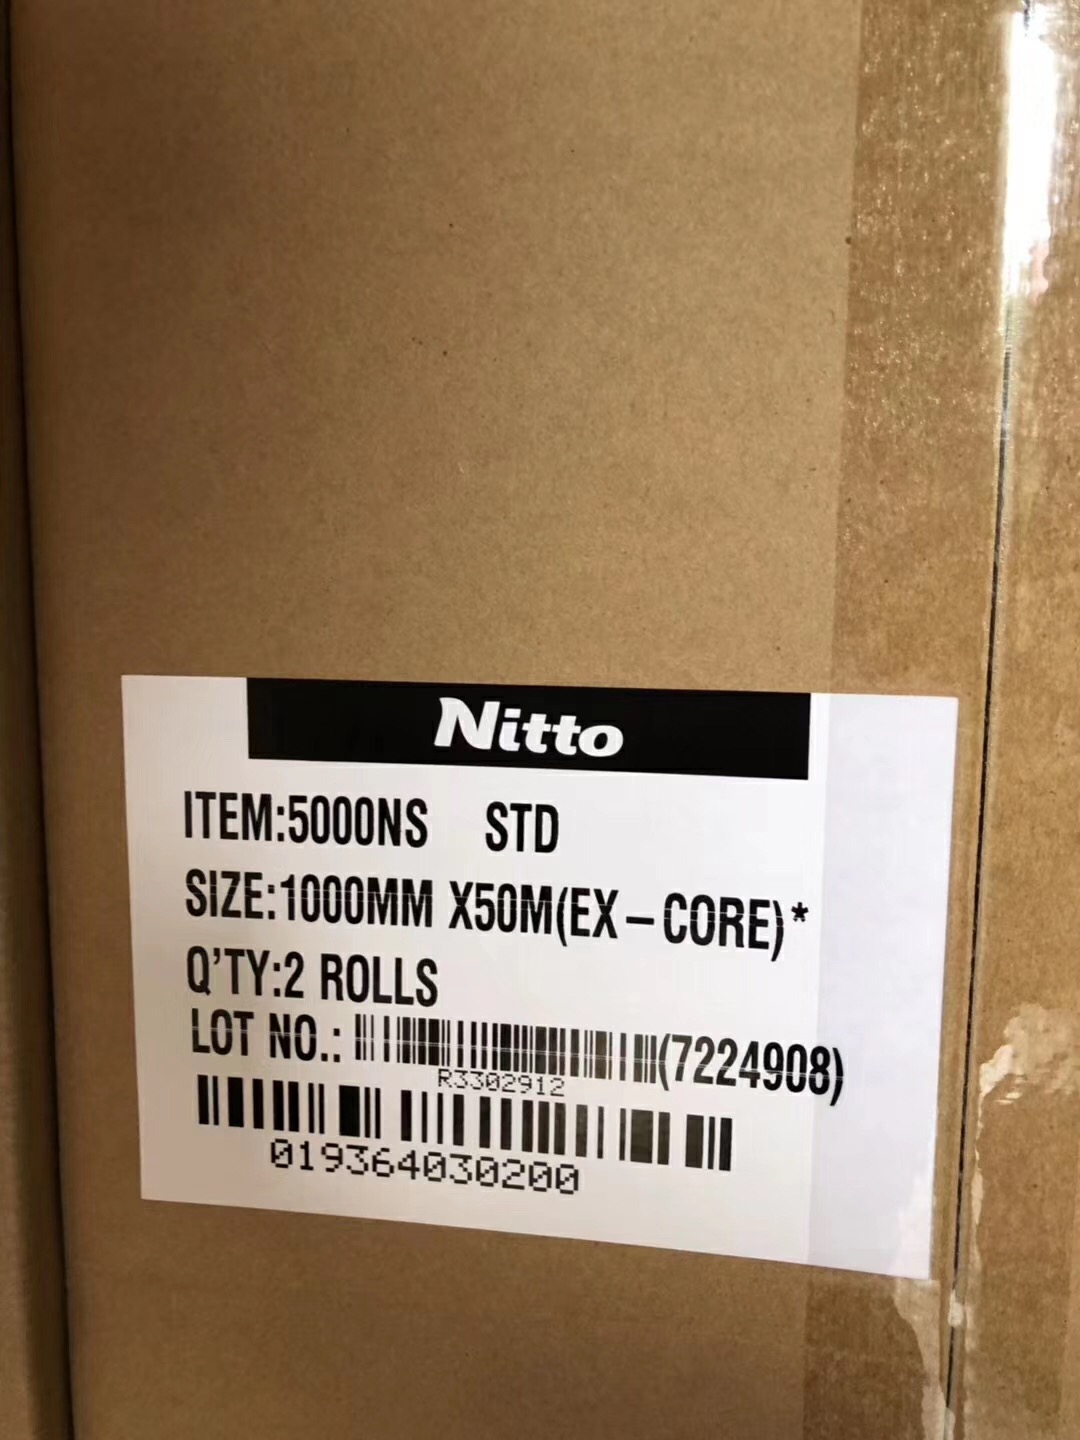 Nitto
ITEM:5000NS STD
SIZE:1000MM X50M(EX-CORE)*
Q'TY:2 ROLLS
LOT NO.: (7224908)
R3302912
019364030200